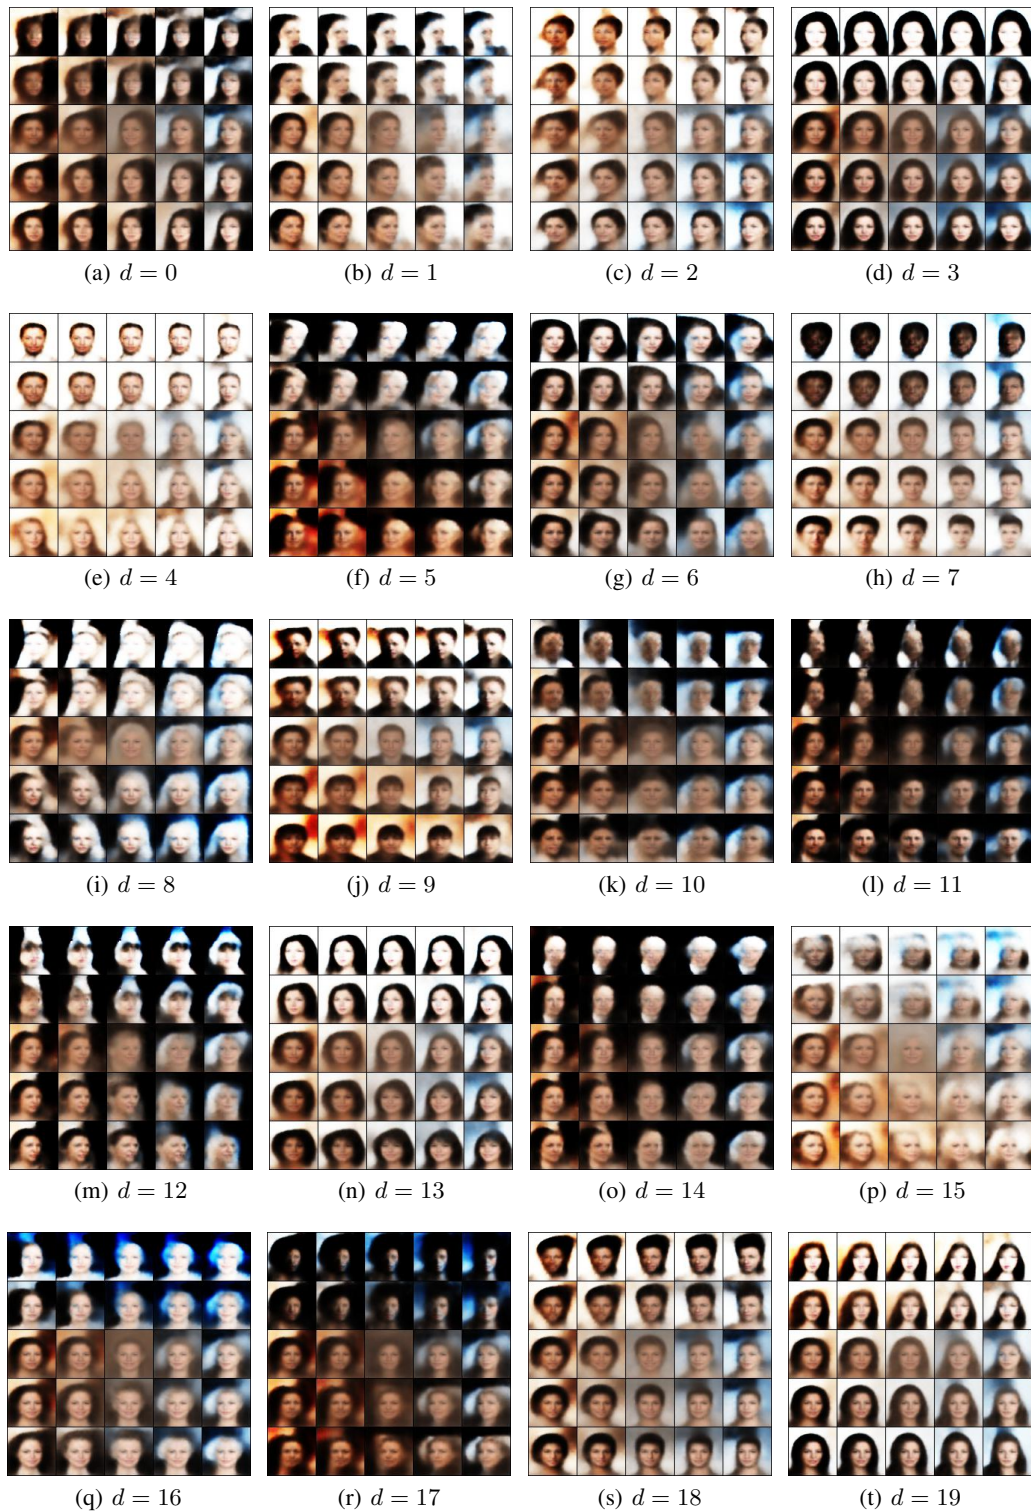 (a) d = 0 (b) d = 1 (c) d = 2 (d) d = 3
(e) d = 4 (f) d = 5 (g) d = 6 (h) d = 7
(i) d = 8 (j) d = 9 (k) d = 10 (l) d = 11
(m) d = 12 (n) d = 13 (o) d = 14 (p) d = 15
(q) d = 16 (r) d = 17 (s) d = 18 (t) d = 19